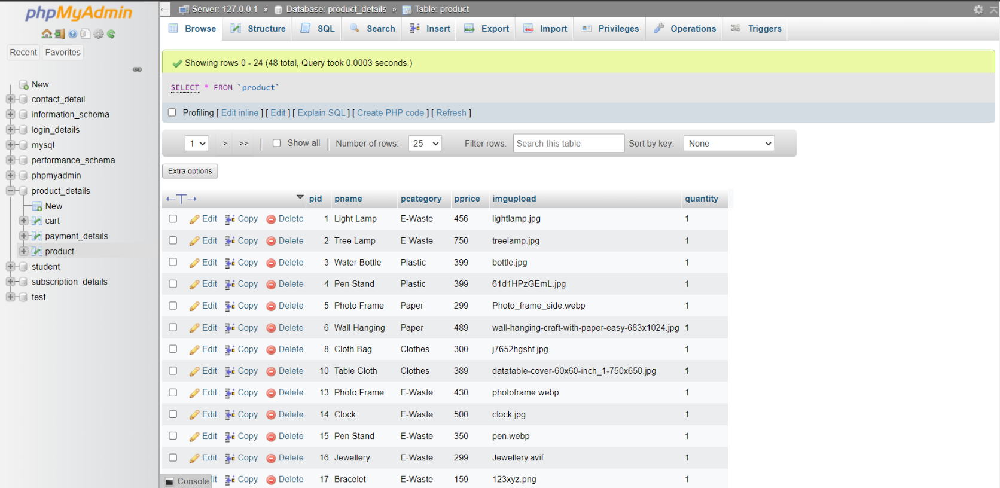 phpMyAdmin
Recent Favorites
New
contact_detail
information_schema
login_details
mysql
performance_schema
phpmyadmin
product_details
New
cart
payment_details
product
student
subscription_details
test
Server: 127.0.0.1 » Database: product_details » Table: product
Browse Structure SQL Search Insert Export Import Privileges Operations Triggers
Showing rows 0 - 24 (48 total, Query took 0.0003 seconds.)
SELECT * FROM `product`
Profiling [ Edit inline ] [ Edit ] [ Explain SQL ] [ Create PHP code ] [ Refresh ]
1 > >> | Show all | Number of rows: 25 Filter rows: Search this table Sort by key: None
Extra options
←T→ pid pname pcategory pprice imgupload quantity
Edit Copy Delete 1 Light Lamp E-Waste 456 lightlamp.jpg 1
Edit Copy Delete 2 Tree Lamp E-Waste 750 treelamp.jpg 1
Edit Copy Delete 3 Water Bottle Plastic 399 bottle.jpg 1
Edit Copy Delete 4 Pen Stand Plastic 399 61d1HPzGEmL.jpg 1
Edit Copy Delete 5 Photo Frame Paper 299 Photo_frame_side.webp 1
Edit Copy Delete 6 Wall Hanging Paper 489 wall-hanging-craft-with-paper-easy-683x1024.jpg 1
Edit Copy Delete 8 Cloth Bag Clothes 300 j7652hgshf.jpg 1
Edit Copy Delete 10 Table Cloth Clothes 389 datatable-cover-60x60-inch_1-750x650.jpg 1
Edit Copy Delete 13 Photo Frame E-Waste 430 photoframe.webp 1
Edit Copy Delete 14 Clock E-Waste 500 clock.jpg 1
Edit Copy Delete 15 Pen Stand E-Waste 350 pen.webp 1
Edit Copy Delete 16 Jewellery E-Waste 299 Jewellery.avif 1
Console Copy Delete 17 Bracelet E-Waste 159 123xyz.png 1